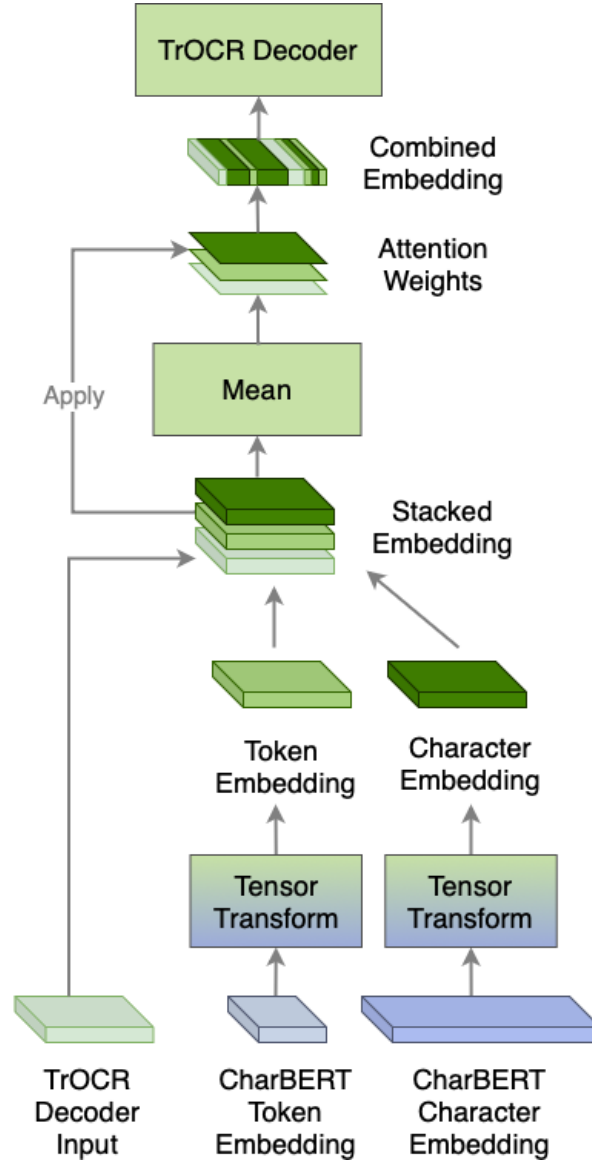 TrOCR Decoder
Combined
Embedding
Attention
Weights
Apply
Mean
Stacked
Embedding
Token
Embedding
Character
Embedding
Tensor
Transform
Tensor
Transform
TrOCR
Decoder
Input
CharBERT
Token
Embedding
CharBERT
Character
Embedding